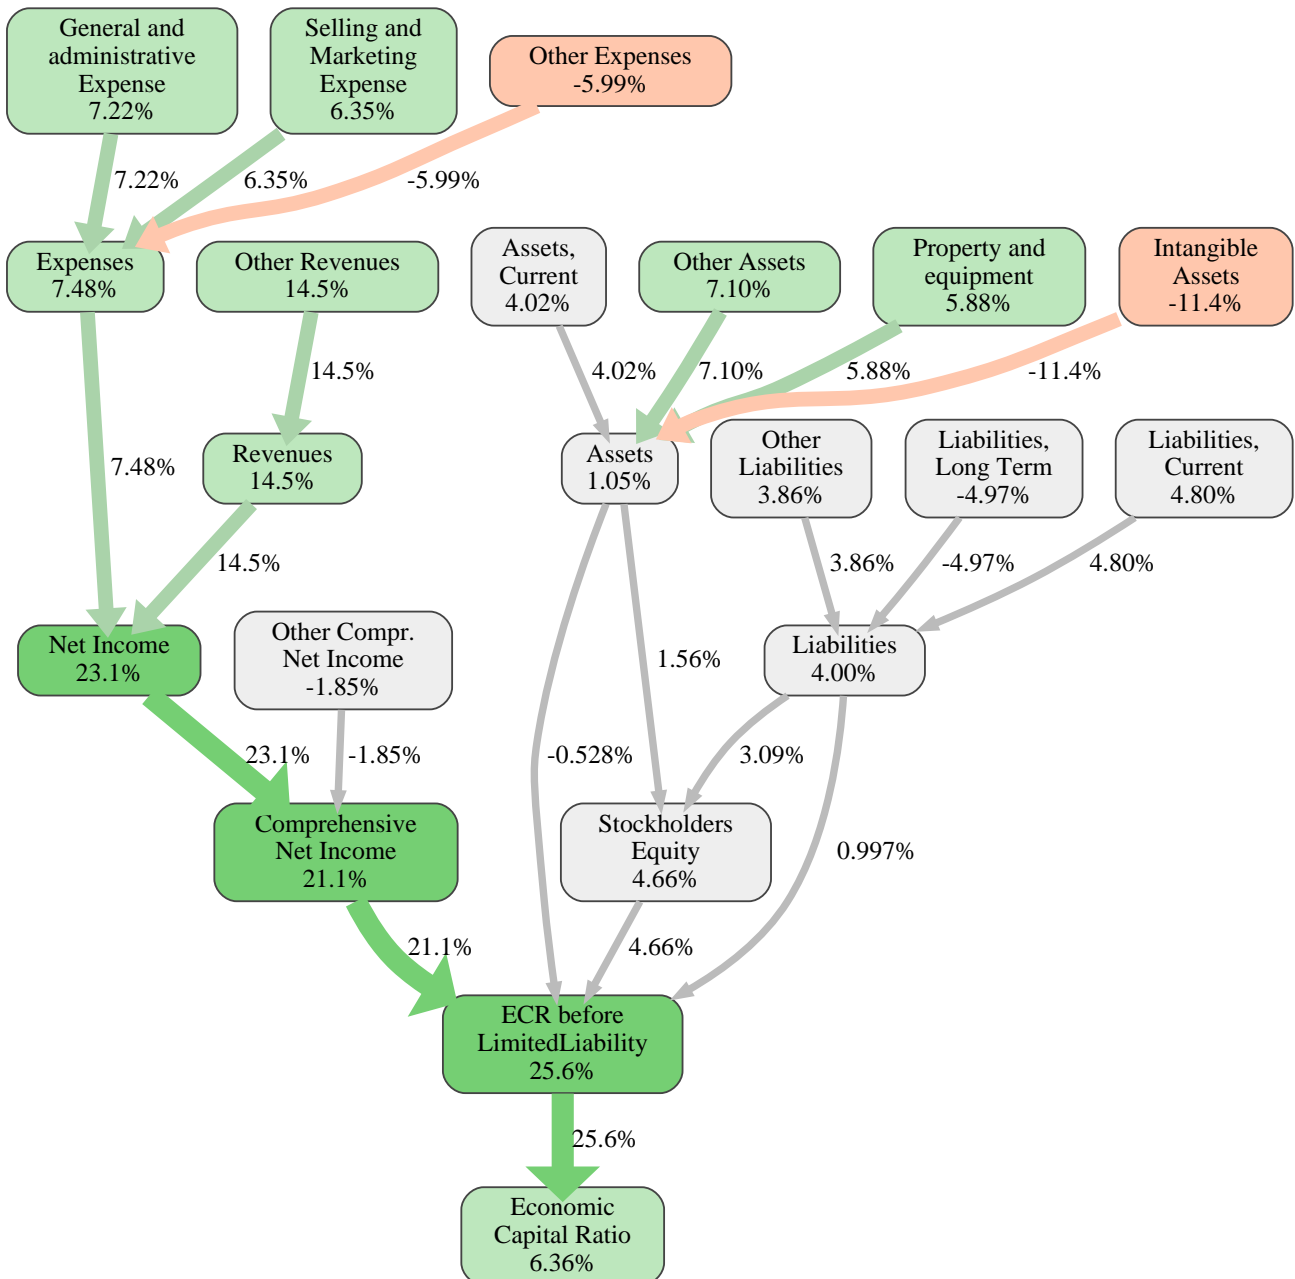 General and
administrative
Expense
7.22%
Selling and
Marketing
Expense
6.35%
Other Expenses
-5.99%
7.22%
6.35%
-5.99%
Expenses
7.48%
Other Revenues
14.5%
Assets,
Current
4.02%
Other Assets
7.10%
Property and
equipment
5.88%
Intangible
Assets
-11.4%
14.5%
4.02%
7.10%
5.88%
-11.4%
7.48%
Revenues
14.5%
Assets
1.05%
Other
Liabilities
3.86%
Liabilities,
Long Term
-4.97%
Liabilities,
Current
4.80%
14.5%
3.86%
-4.97%
4.80%
Net Income
23.1%
Other Compr.
Net Income
-1.85%
1.56%
Liabilities
4.00%
23.1%
-1.85%
-0.528%
3.09%
Comprehensive
Net Income
21.1%
Stockholders
Equity
4.66%
0.997%
21.1%
4.66%
ECR before
LimitedLiability
25.6%
25.6%
Economic
Capital Ratio
6.36%